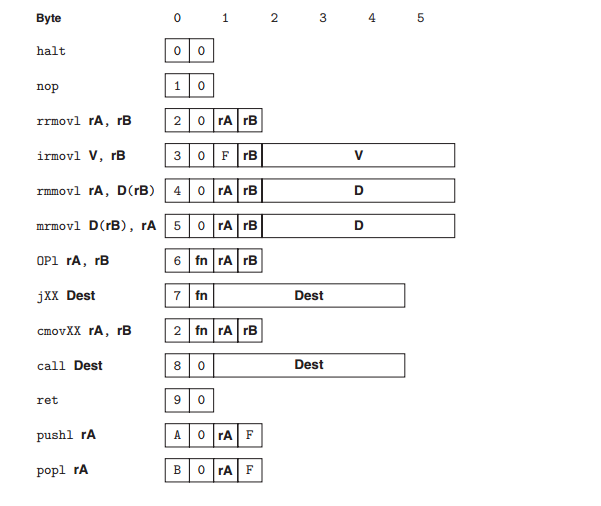 Byte 0 1 2 3 4 5
halt 0 0
nop 1 0
rrmovl rA, rB 2 0 rA rB
irmovl V, rB 3 0 F rB V
rmmovl rA, D(rB) 4 0 rA rB D
mrmovl D(rB), rA 5 0 rA rB D
OPl rA, rB 6 fn rA rB
jXX Dest 7 fn Dest
cmovXX rA, rB 2 fn rA rB
call Dest 8 0 Dest
ret 9 0
pushl rA A 0 rA F
popl rA B 0 rA F